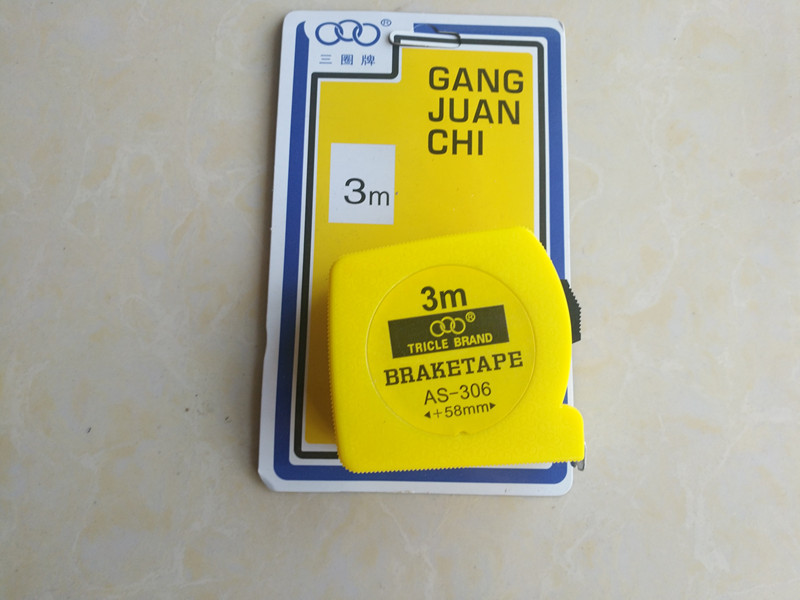 ®
三圈牌
GANG
JUAN
CHI
3m
3m
®
TRICLE BRAND
BRAKETAPE
AS-306
◄+58mm►